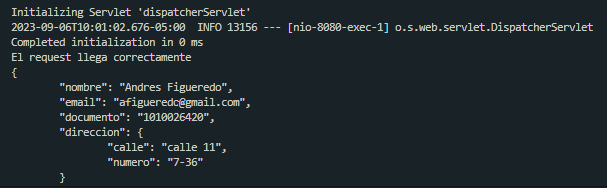 Initializing Servlet 'dispatcherServlet'
2023-09-06T10:01:02.676-05:00  INFO 13156 --- [nio-8080-exec-1] o.s.web.servlet.DispatcherServlet
Completed initialization in 0 ms
El request llega correctamente
{
        "nombre": "Andres Figueredo",
        "email": "afigueredc@gmail.com",
        "documento": "1010026420",
        "direccion": {
                "calle": "calle 11",
                "numero": "7-36"
        }